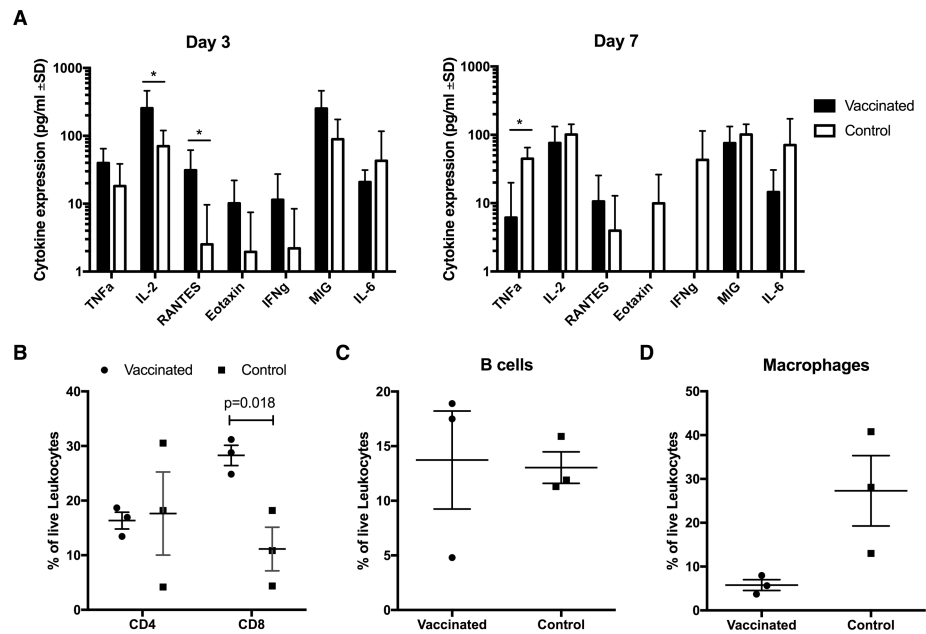 A
Day 3
Cytokine expression (pg/ml ±SD)
1000
100
10
1
*
*
TNFa
IL-2
RANTES
Eotaxin
IFNg
MIG
IL-6
Day 7
Cytokine expression (pg/ml ±SD)
1000
100
10
1
*
TNFa
IL-2
RANTES
Eotaxin
IFNg
MIG
IL-6
Vaccinated
Control
B
Vaccinated
Control
% of live Leukocytes
40
30
20
10
0
p=0.018
CD4
CD8
C
B cells
% of live Leukocytes
20
15
10
5
0
Vaccinated
Control
D
Macrophages
% of live Leukocytes
50
40
30
20
10
0
Vaccinated
Control